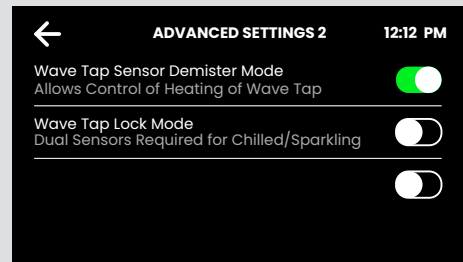 ADVANCED SETTINGS 2
12:12 PM
Wave Tap Sensor Demister Mode
Allows Control of Heating of Wave Tap
Wave Tap Lock Mode
Dual Sensors Required for Chilled/Sparkling